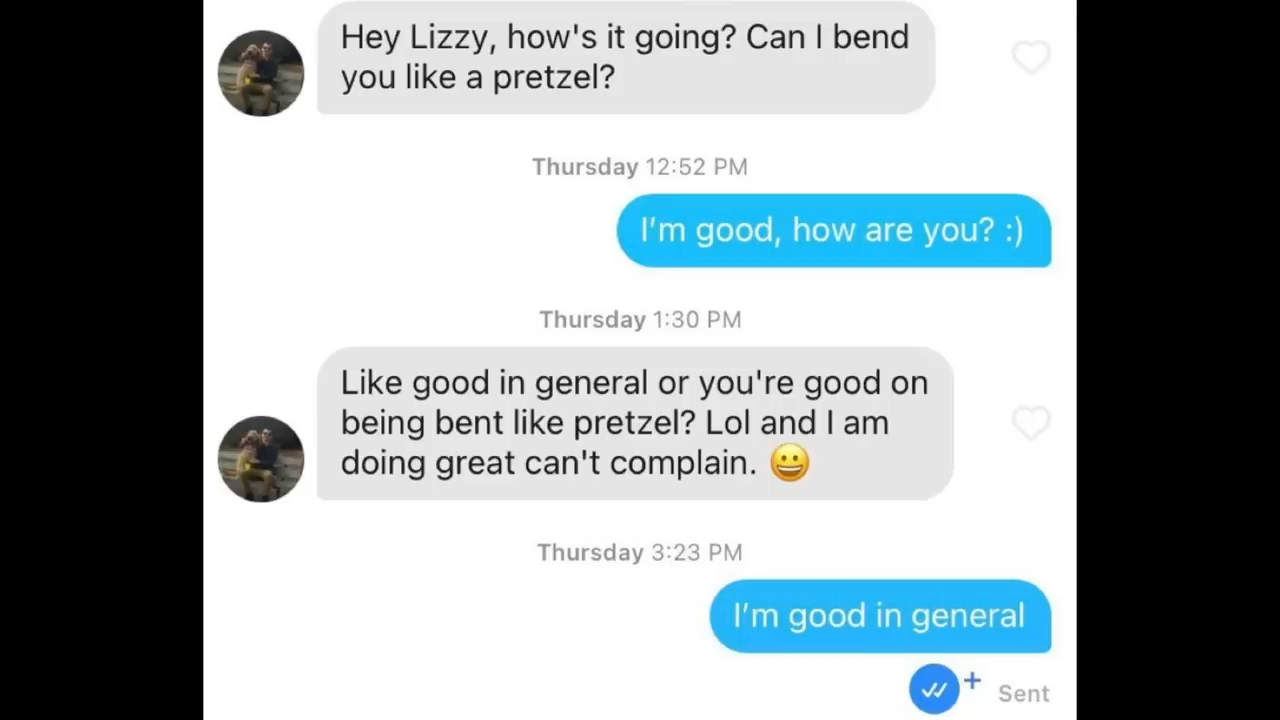 Hey Lizzy, how's it going? Can I bend
you like a pretzel?
Thursday 12:52 PM
I'm good, how are you? :)
Thursday 1:30 PM
Like good in general or you're good on
being bent like pretzel? Lol and I am
doing great can't complain. 😀
Thursday 3:23 PM
I'm good in general
+ Sent